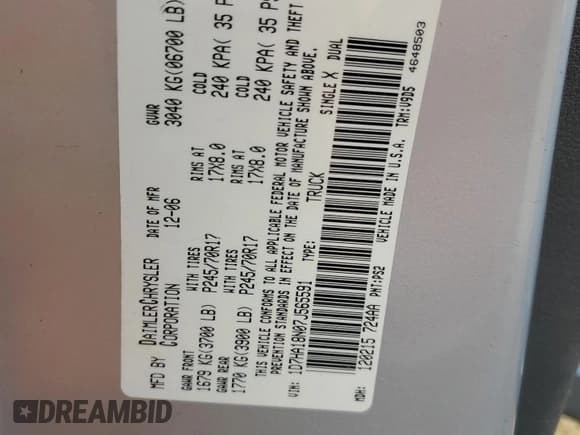 MFD BY DAIMLERCHRYSLER CORPORATION DATE OF MFR 12-06 GVWR 3040 KG(06700 LB)
GAWR FRONT WITH TIRES RIMS AT COLD
1679 KG(3700 LB) P245/70R17 17X8.0 240 KPA( 35 PS
GAWR REAR WITH TIRES RIMS AT COLD
1770 KG(3900 LB) P245/70R17 17X8.0 240 KPA( 35 PS
THIS VEHICLE CONFORMS TO ALL APPLICABLE FEDERAL MOTOR VEHICLE SAFETY AND THEFT
PREVENTION STANDARDS IN EFFECT ON THE DATE OF MANUFACTURE SHOWN ABOVE.
VIN: 1D7HA18N07J565591 TYPE: TRUCK SINGLE X DUAL
MDH: 120215 724AA PNT:PS2 VEHICLE MADE IN U.S.A. TRM:V9D5 4648503
DREAMBID